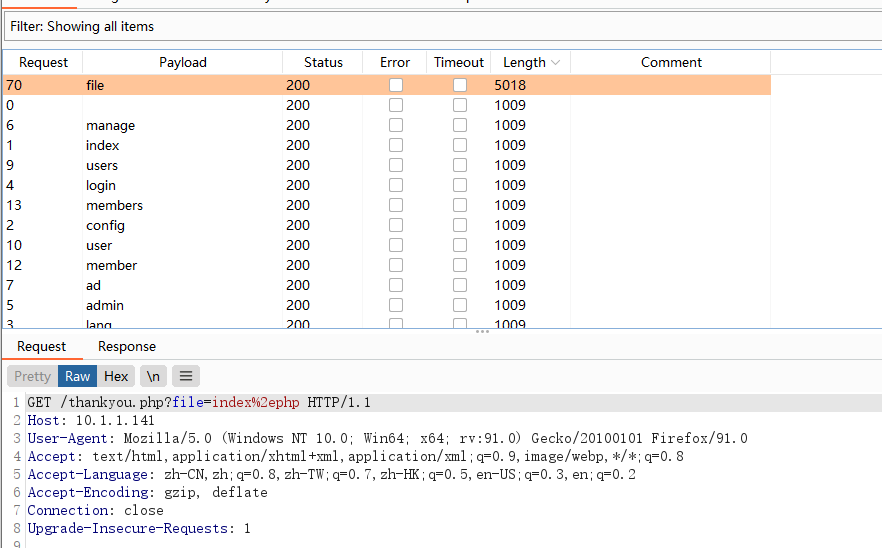 Filter: Showing all items
Request Payload Status Error Timeout Length Comment
70 file 200 5018
0 200 1009
6 manage 200 1009
1 index 200 1009
9 users 200 1009
4 login 200 1009
13 members 200 1009
2 config 200 1009
10 user 200 1009
12 member 200 1009
7 ad 200 1009
5 admin 200 1009
3 lang 200 1009
Request Response
Pretty Raw Hex \n
1 GET /thankyou.php?file=index%2ephp HTTP/1.1
2 Host: 10.1.1.141
3 User-Agent: Mozilla/5.0 (Windows NT 10.0; Win64; x64; rv:91.0) Gecko/20100101 Firefox/91.0
4 Accept: text/html,application/xhtml+xml,application/xml;q=0.9,image/webp,*/*;q=0.8
5 Accept-Language: zh-CN,zh;q=0.8,zh-TW;q=0.7,zh-HK;q=0.5,en-US;q=0.3,en;q=0.2
6 Accept-Encoding: gzip, deflate
7 Connection: close
8 Upgrade-Insecure-Requests: 1
9